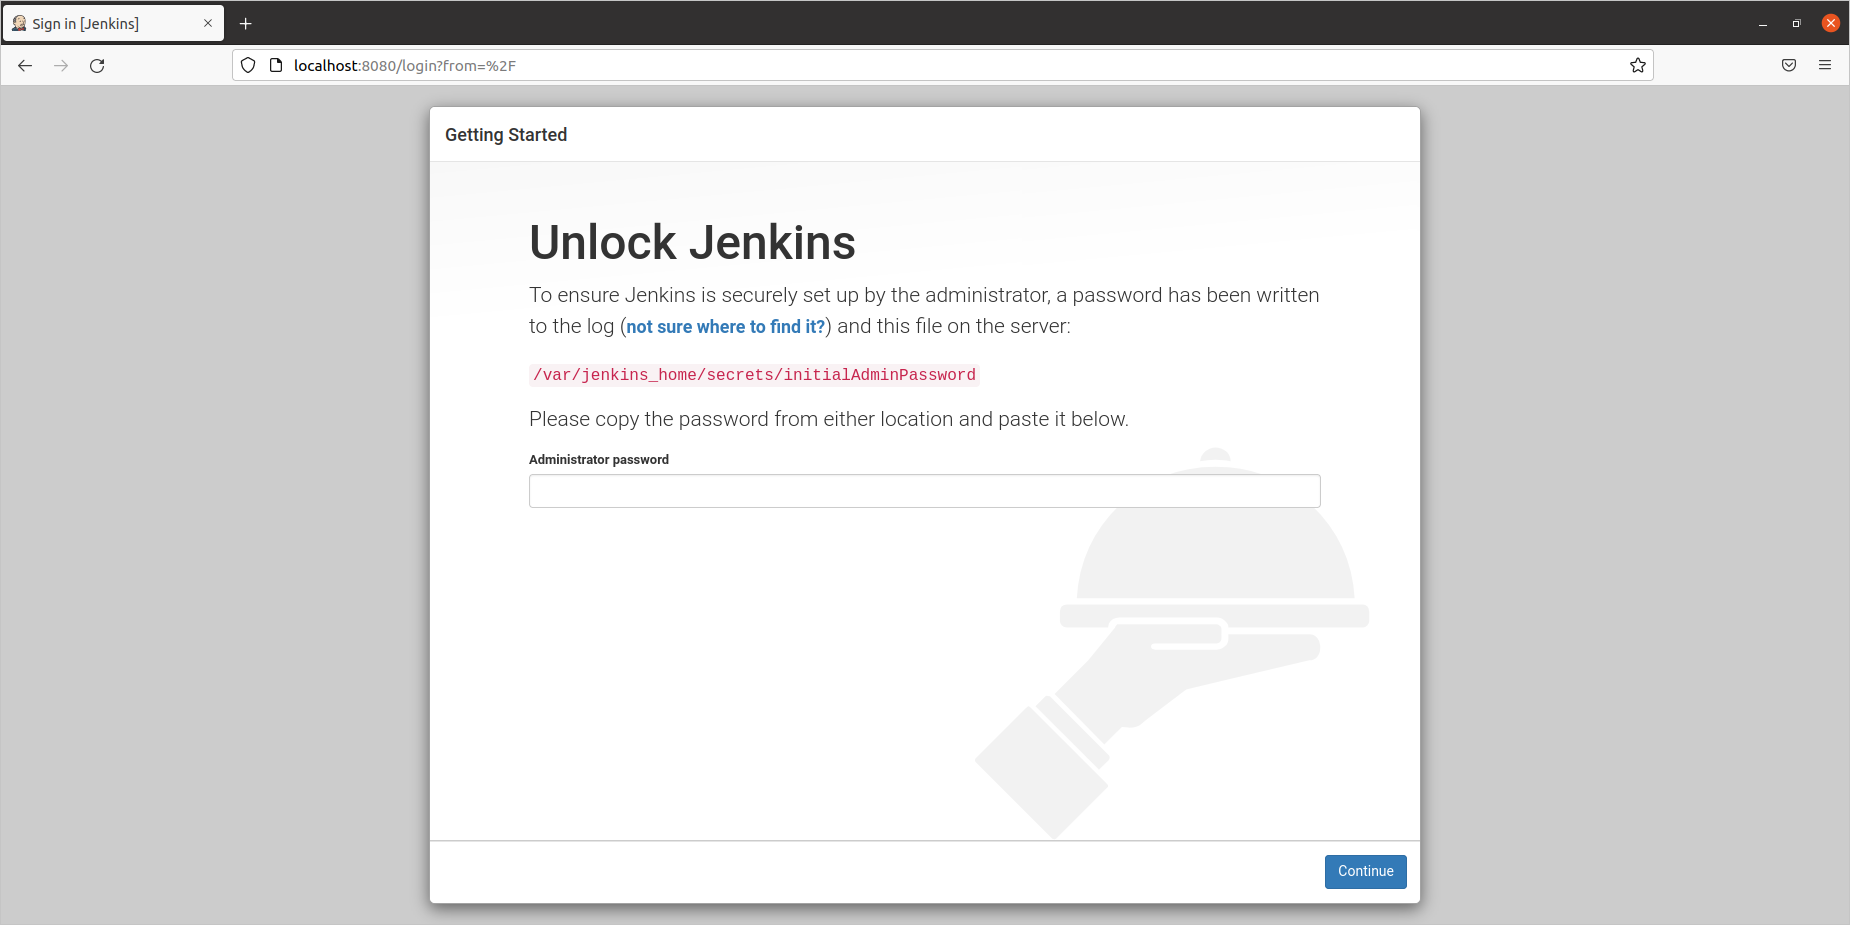 Sign in [Jenkins]
localhost:8080/login?from=%2F
Getting Started
Unlock Jenkins
To ensure Jenkins is securely set up by the administrator, a password has been written
to the log (not sure where to find it?) and this file on the server:
/var/jenkins_home/secrets/initialAdminPassword
Please copy the password from either location and paste it below.
Administrator password
Continue